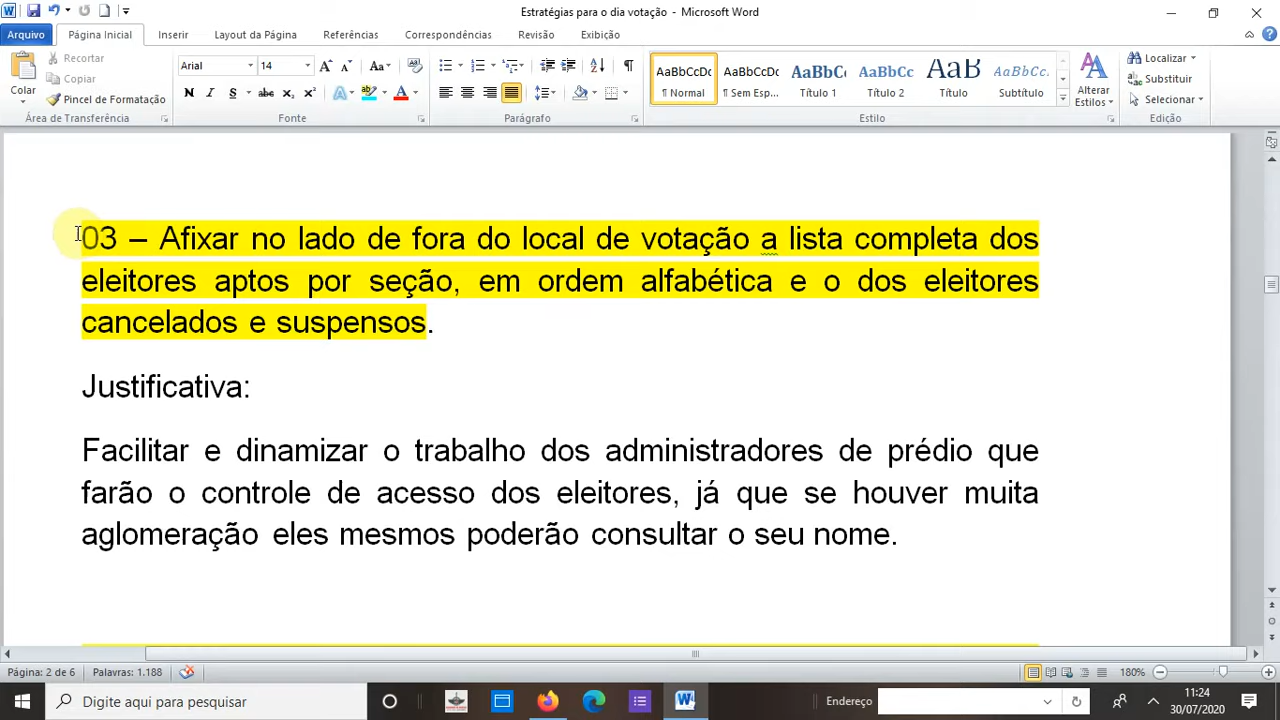 Estratégias para o dia votação - Microsoft Word
Arquivo Página Inicial Inserir Layout da Página Referências Correspondências Revisão Exibição
Colar
Recortar
Copiar
Pincel de Formatação
Área de Transferência
Arial 14
N I S abc x₂ x²
Fonte
Parágrafo
AaBbCcDc AaBbCcDc AaBbC AaBbCc AaB AaBbCc.
¶ Normal ¶ Sem Esp... Título 1 Título 2 Título Subtítulo
Alterar Estilos
Estilo
Localizar
Substituir
Selecionar
Edição
03 – Afixar no lado de fora do local de votação a lista completa dos
eleitores aptos por seção, em ordem alfabética e o dos eleitores
cancelados e suspensos.
Justificativa:
Facilitar e dinamizar o trabalho dos administradores de prédio que
farão o controle de acesso dos eleitores, já que se houver muita
aglomeração eles mesmos poderão consultar o seu nome.
Página: 2 de 6 Palavras: 1.188 180%
Digite aqui para pesquisar Endereço 11:24
30/07/2020